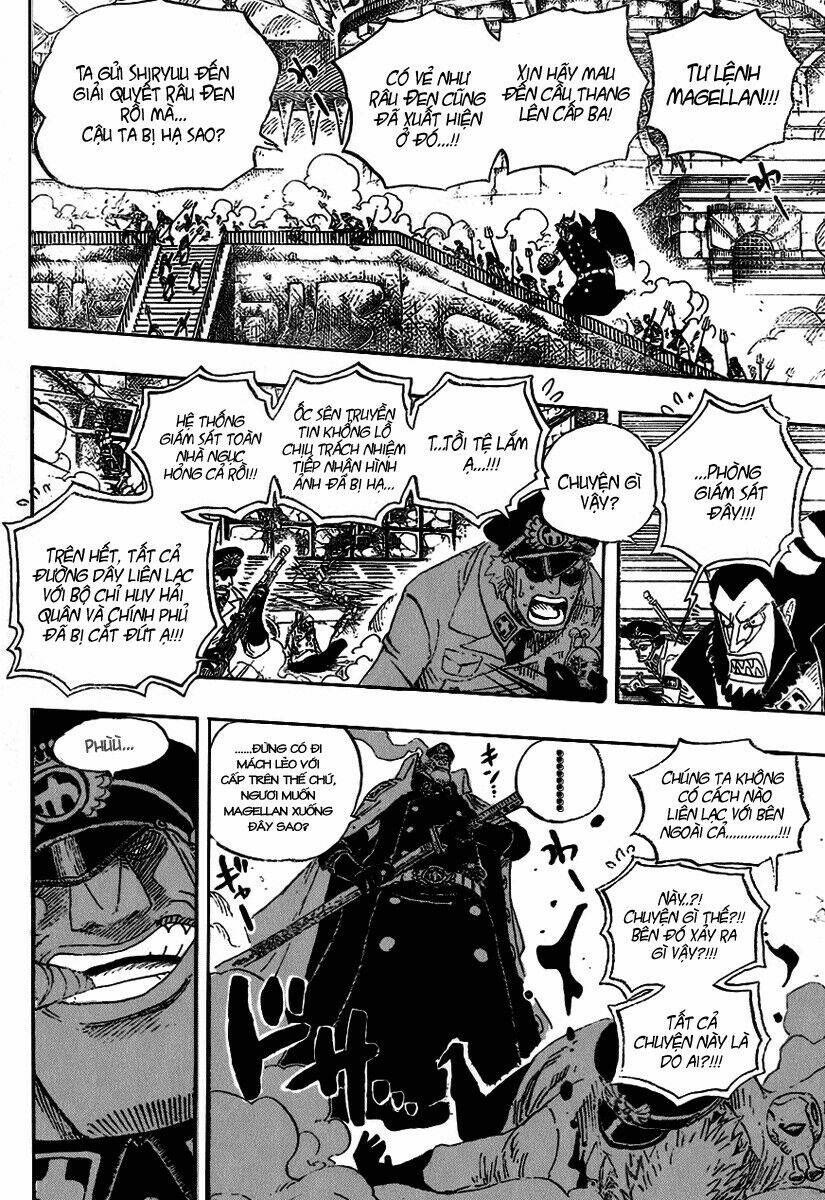 TƯ LỆNH
MAGELLAN!!!
XIN HÃY MAU
ĐẾN CẦU THANG
LÊN CẤP BA!
CÓ VẺ NHƯ
RÂU ĐEN CŨNG
ĐÃ XUẤT HIỆN
Ở ĐÓ...!!
TA GỬI SHIRYUU ĐẾN
GIẢI QUYẾT RÂU ĐEN
RỒI MÀ...
CẬU TA BỊ HẠ SAO?
...PHÒNG
GIÁM SÁT
ĐÂY!!!
CHUYỆN GÌ
VẬY?
T...TỒI TỆ LẮM
Ạ...!!!
ỐC SÊN TRUYỀN
TIN KHỔNG LỒ
CHỊU TRÁCH NHIỆM
TIẾP NHẬN HÌNH
ẢNH ĐÃ BỊ HẠ...
HỆ THỐNG
GIÁM SÁT TOÀN
NHÀ NGỤC
HỎNG CẢ RỒI!!
TRÊN HẾT, TẤT CẢ
ĐƯỜNG DÂY LIÊN LẠC
VỚI BỘ CHỈ HUY HẢI
QUÂN VÀ CHÍNH PHỦ
ĐÃ BỊ CẮT ĐỨT Ạ!!!
CHÚNG TA KHÔNG
CÓ CÁCH NÀO
LIÊN LẠC VỚI BÊN
NGOÀI CẢ..............!!!
NÀY..?!
CHUYỆN GÌ THẾ?!!
BÊN ĐÓ XẢY RA
GÌ VẬY?!!!
TẤT CẢ
CHUYỆN NÀY LÀ
DO AI?!!!
......ĐỪNG CÓ ĐI
MÁCH LẺO VỚI
CẤP TRÊN THẾ CHỨ,
NGƯƠI MUỐN
MAGELLAN XUỐNG
ĐÂY SAO?
ドサ...
PHÙÙ...